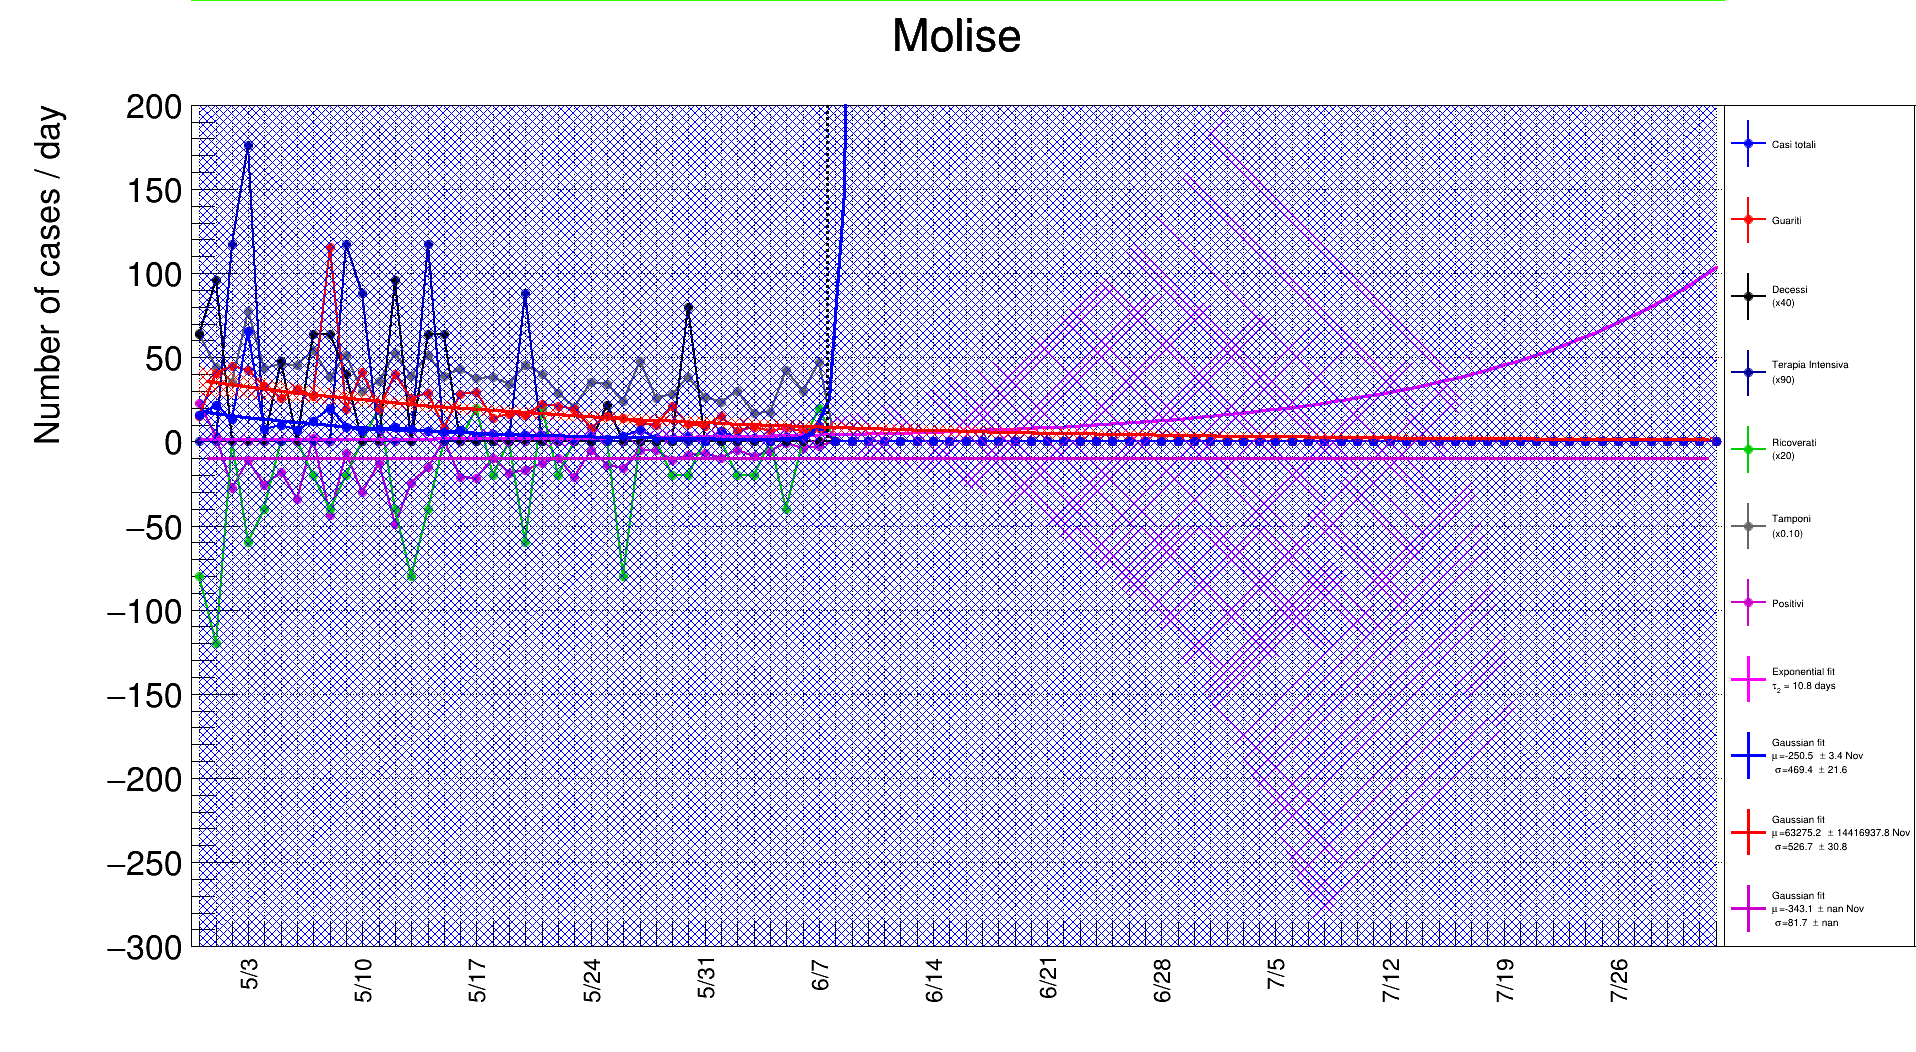 Molise
Number of cases / day
200
150
100
50
0
−50
−100
−150
−200
−250
−300
5/3
5/10
5/17
5/24
5/31
6/7
6/14
6/21
6/28
7/5
7/12
7/19
7/26
Casi totali
Guariti
Decessi
(x40)
Terapia Intensiva
(x90)
Ricoverati
(x20)
Tamponi
(x0.10)
Positivi
Exponential fit
τ2 = 10.8 days
Gaussian fit
μ=-250.5 ± 3.4 Nov
σ=469.4 ± 21.6
Gaussian fit
μ=63275.2 ± 14416937.8 Nov
σ=526.7 ± 30.8
Gaussian fit
μ=-343.1 ± nan Nov
σ=81.7 ± nan